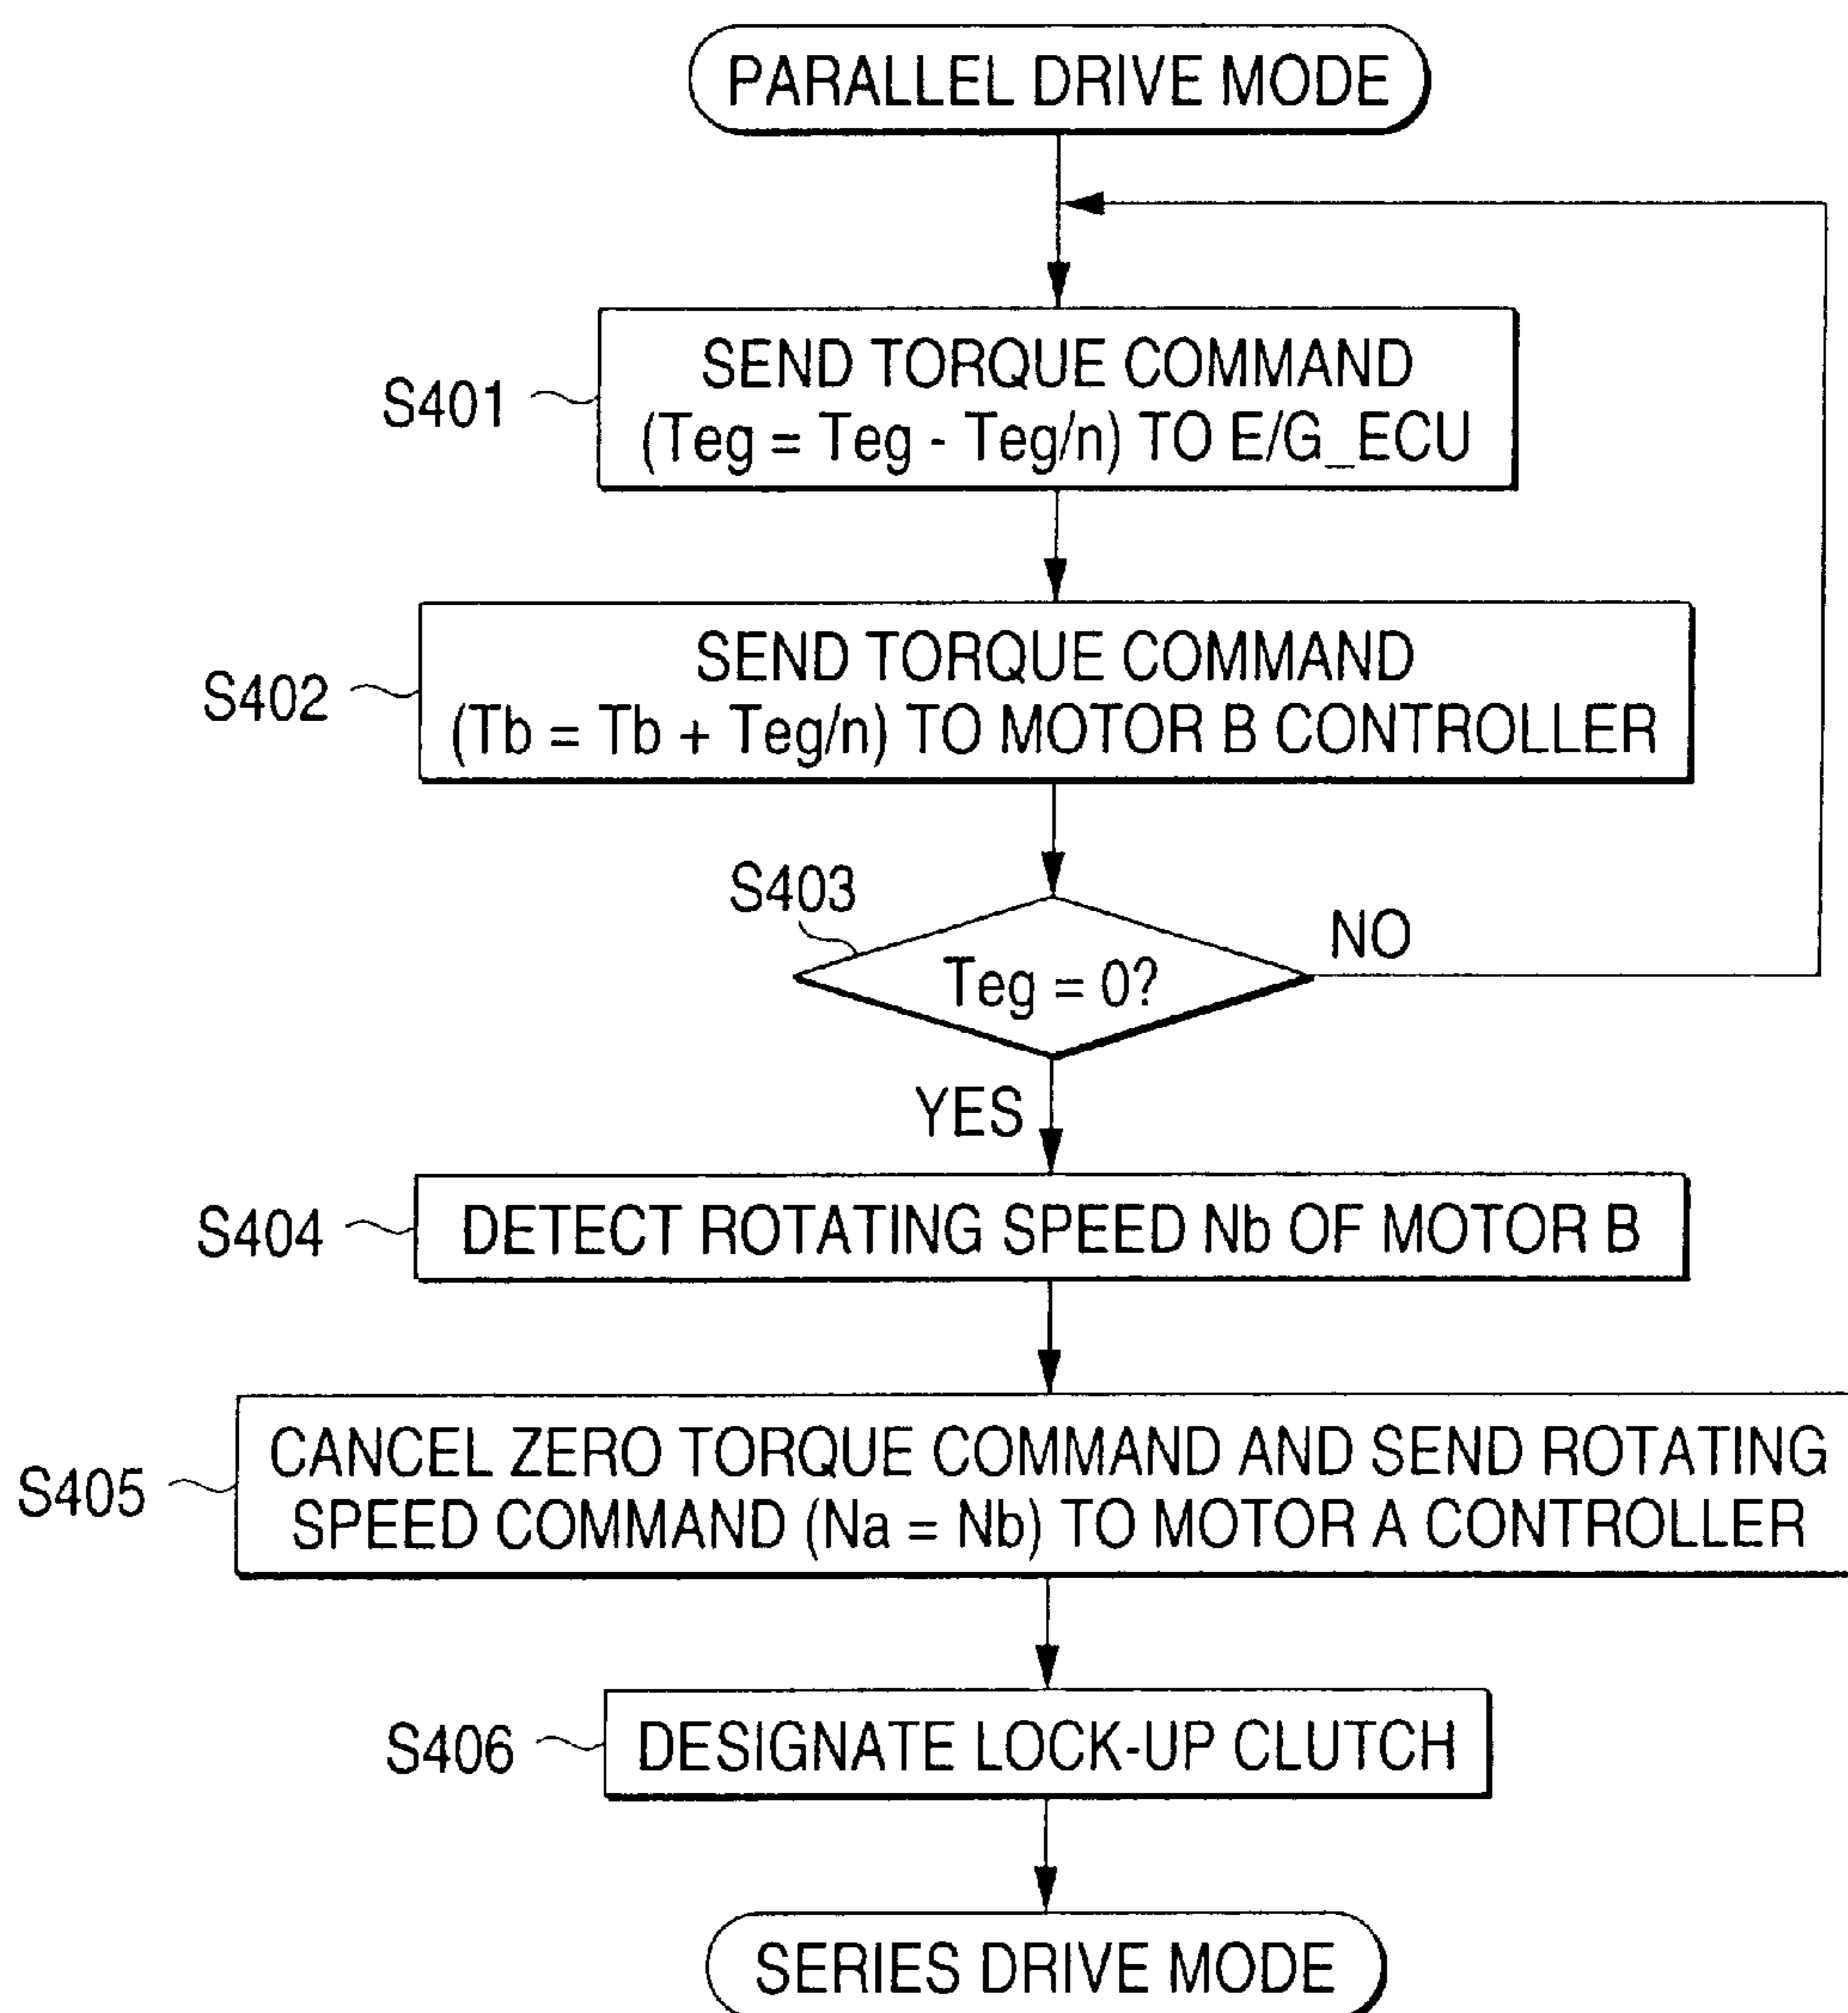 PARALLEL DRIVE MODE
S401
SEND TORQUE COMMAND
(Teg = Teg - Teg/n) TO E/G_ECU
S402
SEND TORQUE COMMAND
(Tb = Tb + Teg/n) TO MOTOR B CONTROLLER
S403
Teg = 0?
NO
YES
S404
DETECT ROTATING SPEED Nb OF MOTOR B
S405
CANCEL ZERO TORQUE COMMAND AND SEND ROTATING
SPEED COMMAND (Na = Nb) TO MOTOR A CONTROLLER
S406
DESIGNATE LOCK-UP CLUTCH
SERIES DRIVE MODE